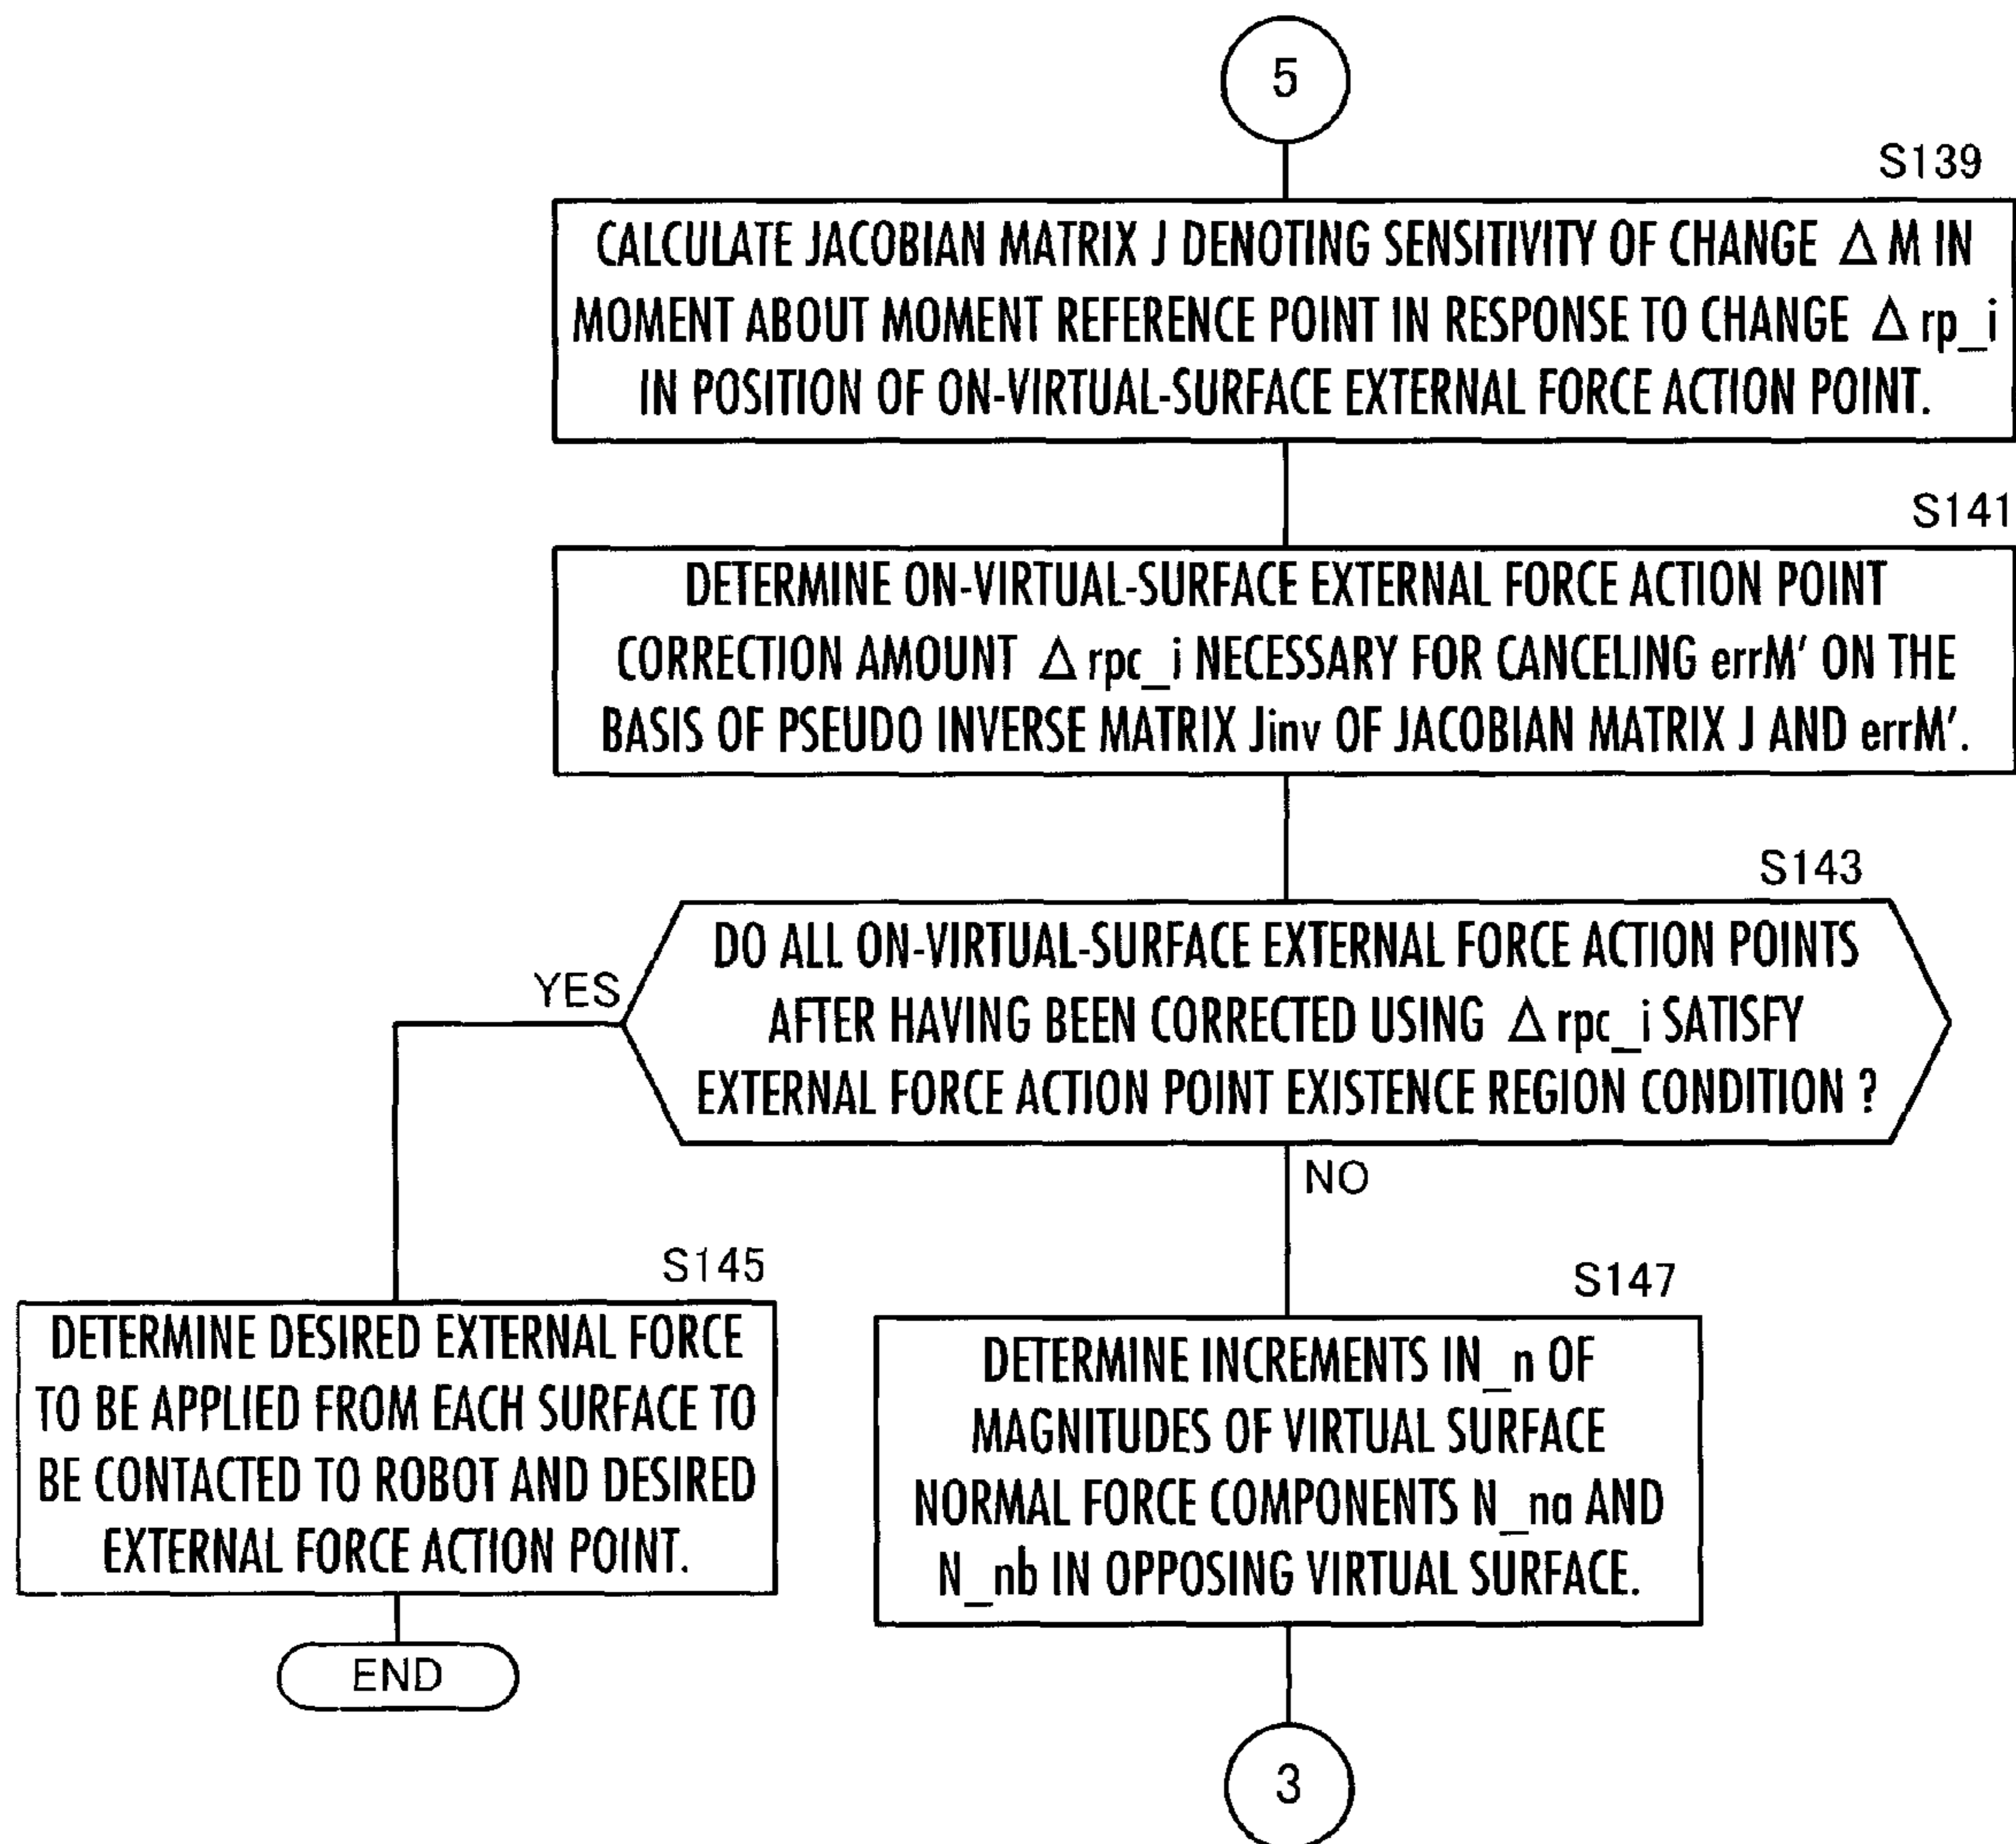 5
S139
CALCULATE JACOBIAN MATRIX J DENOTING SENSITIVITY OF CHANGE △M IN
MOMENT ABOUT MOMENT REFERENCE POINT IN RESPONSE TO CHANGE △rp_i
IN POSITION OF ON-VIRTUAL-SURFACE EXTERNAL FORCE ACTION POINT.
S141
DETERMINE ON-VIRTUAL-SURFACE EXTERNAL FORCE ACTION POINT
CORRECTION AMOUNT △rpc_i NECESSARY FOR CANCELING errM' ON THE
BASIS OF PSEUDO INVERSE MATRIX Jinv OF JACOBIAN MATRIX J AND errM'.
S143
DO ALL ON-VIRTUAL-SURFACE EXTERNAL FORCE ACTION POINTS
AFTER HAVING BEEN CORRECTED USING △rpc_i SATISFY
EXTERNAL FORCE ACTION POINT EXISTENCE REGION CONDITION ?
YES
NO
S145
DETERMINE DESIRED EXTERNAL FORCE
TO BE APPLIED FROM EACH SURFACE TO
BE CONTACTED TO ROBOT AND DESIRED
EXTERNAL FORCE ACTION POINT.
END
S147
DETERMINE INCREMENTS IN_n OF
MAGNITUDES OF VIRTUAL SURFACE
NORMAL FORCE COMPONENTS N_na AND
N_nb IN OPPOSING VIRTUAL SURFACE.
3